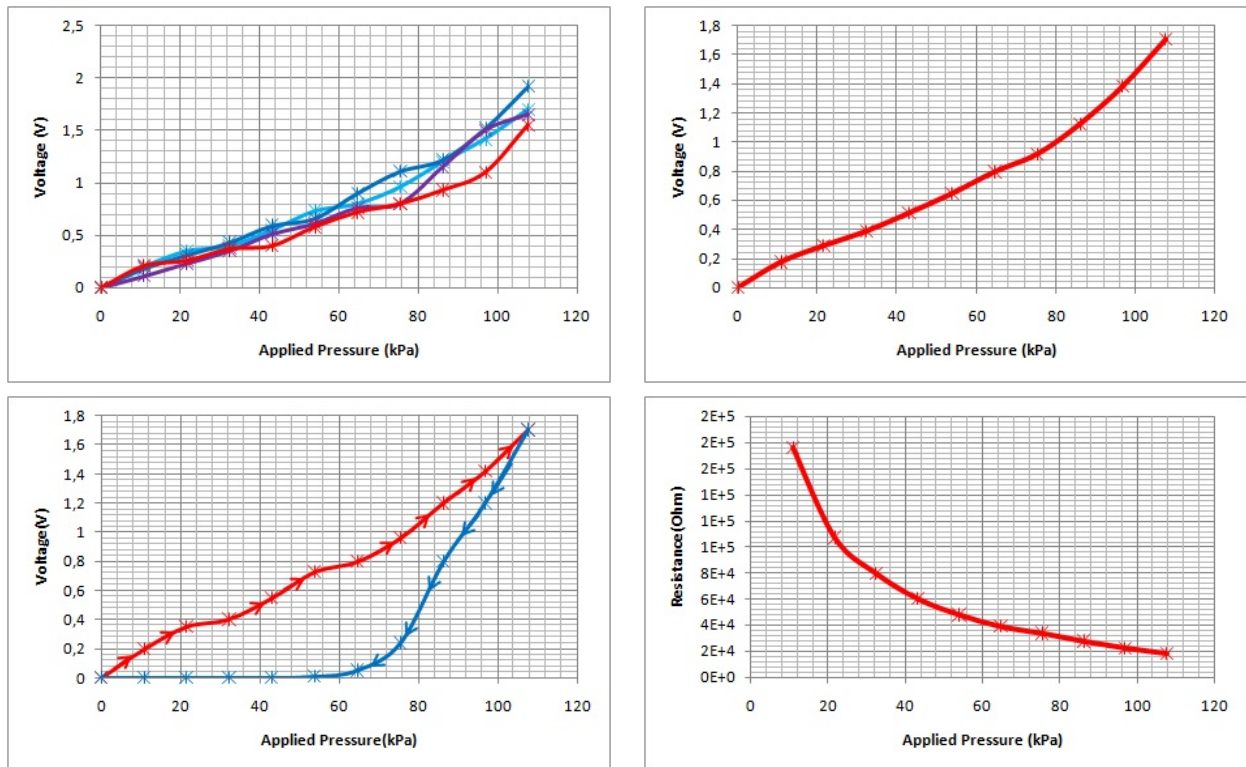 2,5
2
1,5
1
0,5
0
Voltage (V)
0 20 40 60 80 100 120
Applied Pressure (kPa)
1,8
1,6
1,4
1,2
1
0,8
0,6
0,4
0,2
0
Voltage (V)
0 20 40 60 80 100 120
Applied Pressure (kPa)
1,8
1,6
1,4
1,2
1,0
0,8
0,6
0,4
0,2
0
Voltage(V)
0 20 40 60 80 100 120
Applied Pressure(kPa)
2E+5
2E+5
2E+5
1E+5
1E+5
1E+5
8E+4
6E+4
4E+4
2E+4
0E+0
Resistance(Ohm)
0 20 40 60 80 100 120
Applied Pressure (kPa)